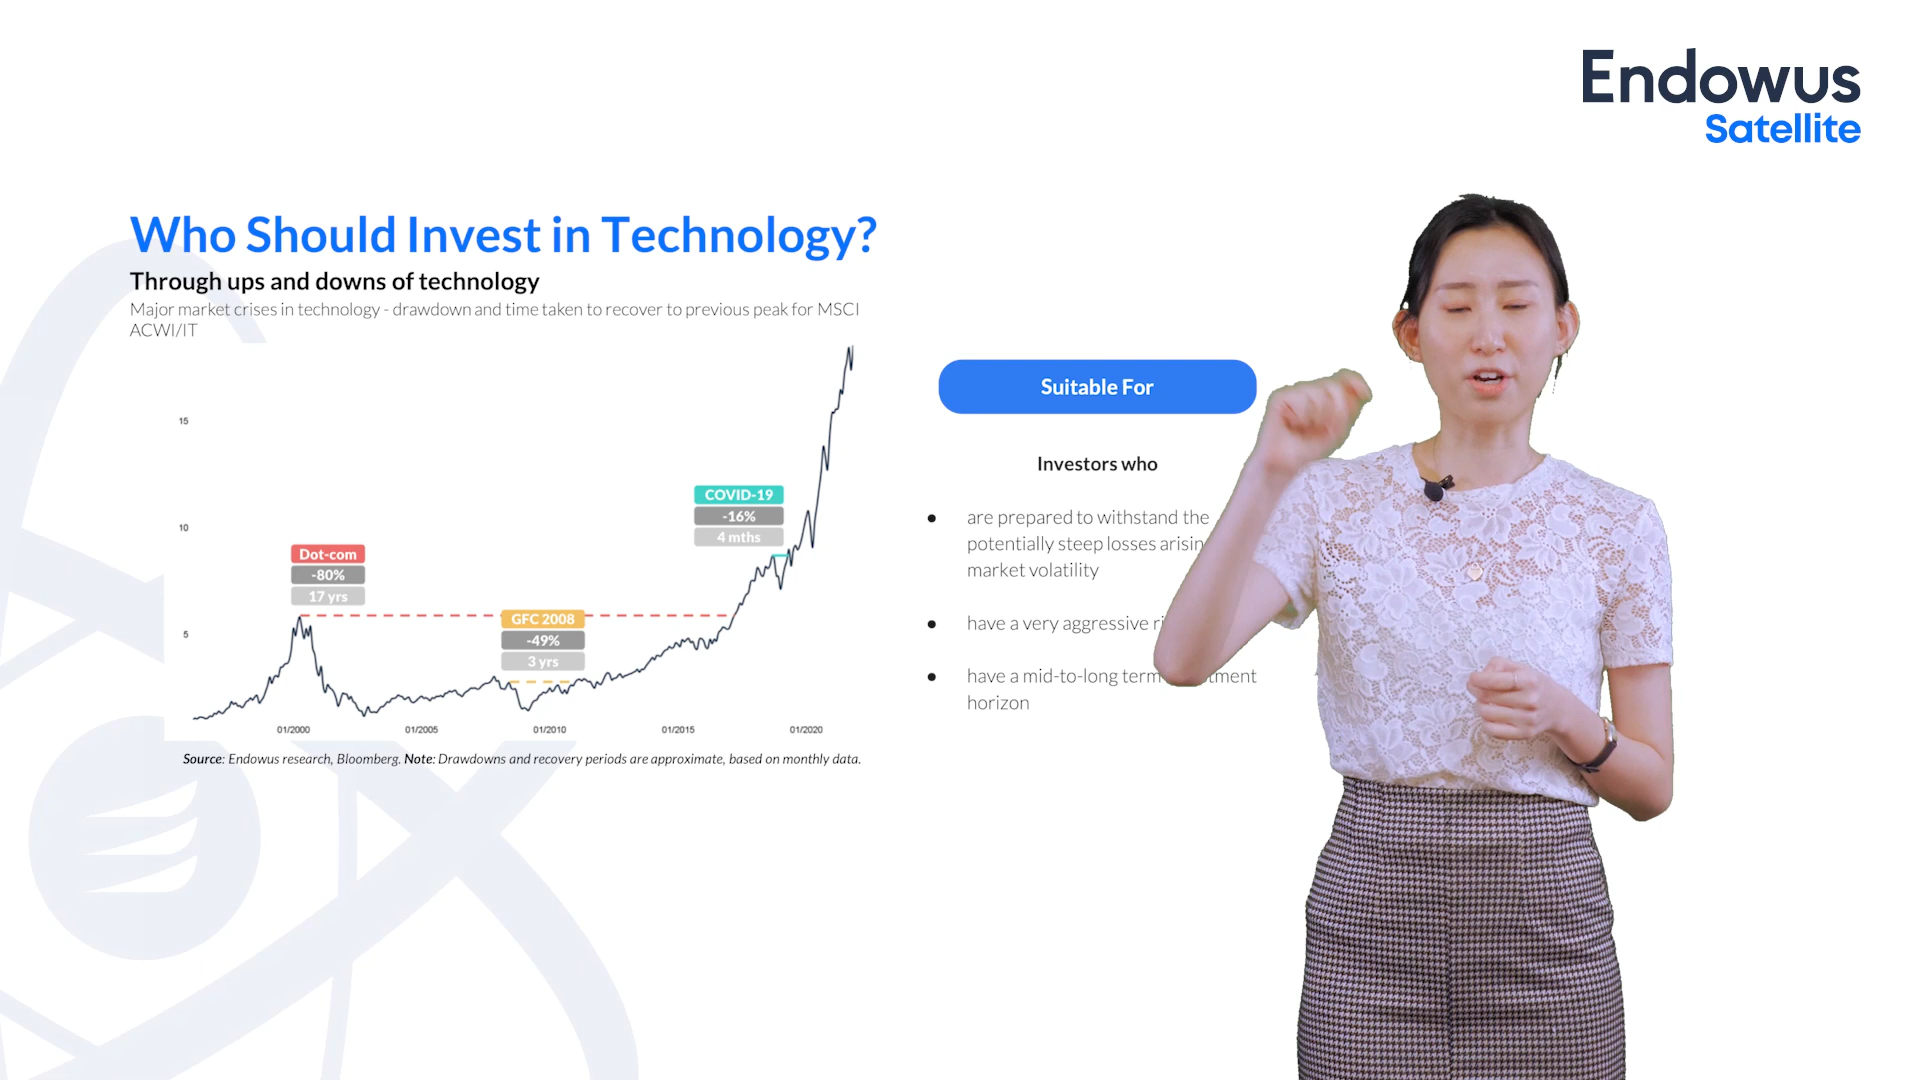 Endowus
Satellite
Who Should Invest in Technology?
Through ups and downs of technology
Major market crises in technology - drawdown and time taken to recover to previous peak for MSCI
ACWI/IT
15
10
5
COVID-19
-16%
4 mths
Dot-com
-80%
17 yrs
GFC 2008
-49%
3 yrs
01/2000
01/2005
01/2010
01/2015
01/2020
Source: Endowus research, Bloomberg. Note: Drawdowns and recovery periods are approximate, based on monthly data.
Suitable For
Investors who
● are prepared to withstand the
potentially steep losses
market volatility
● have a very aggressive
● have a mid-to-long term
horizon